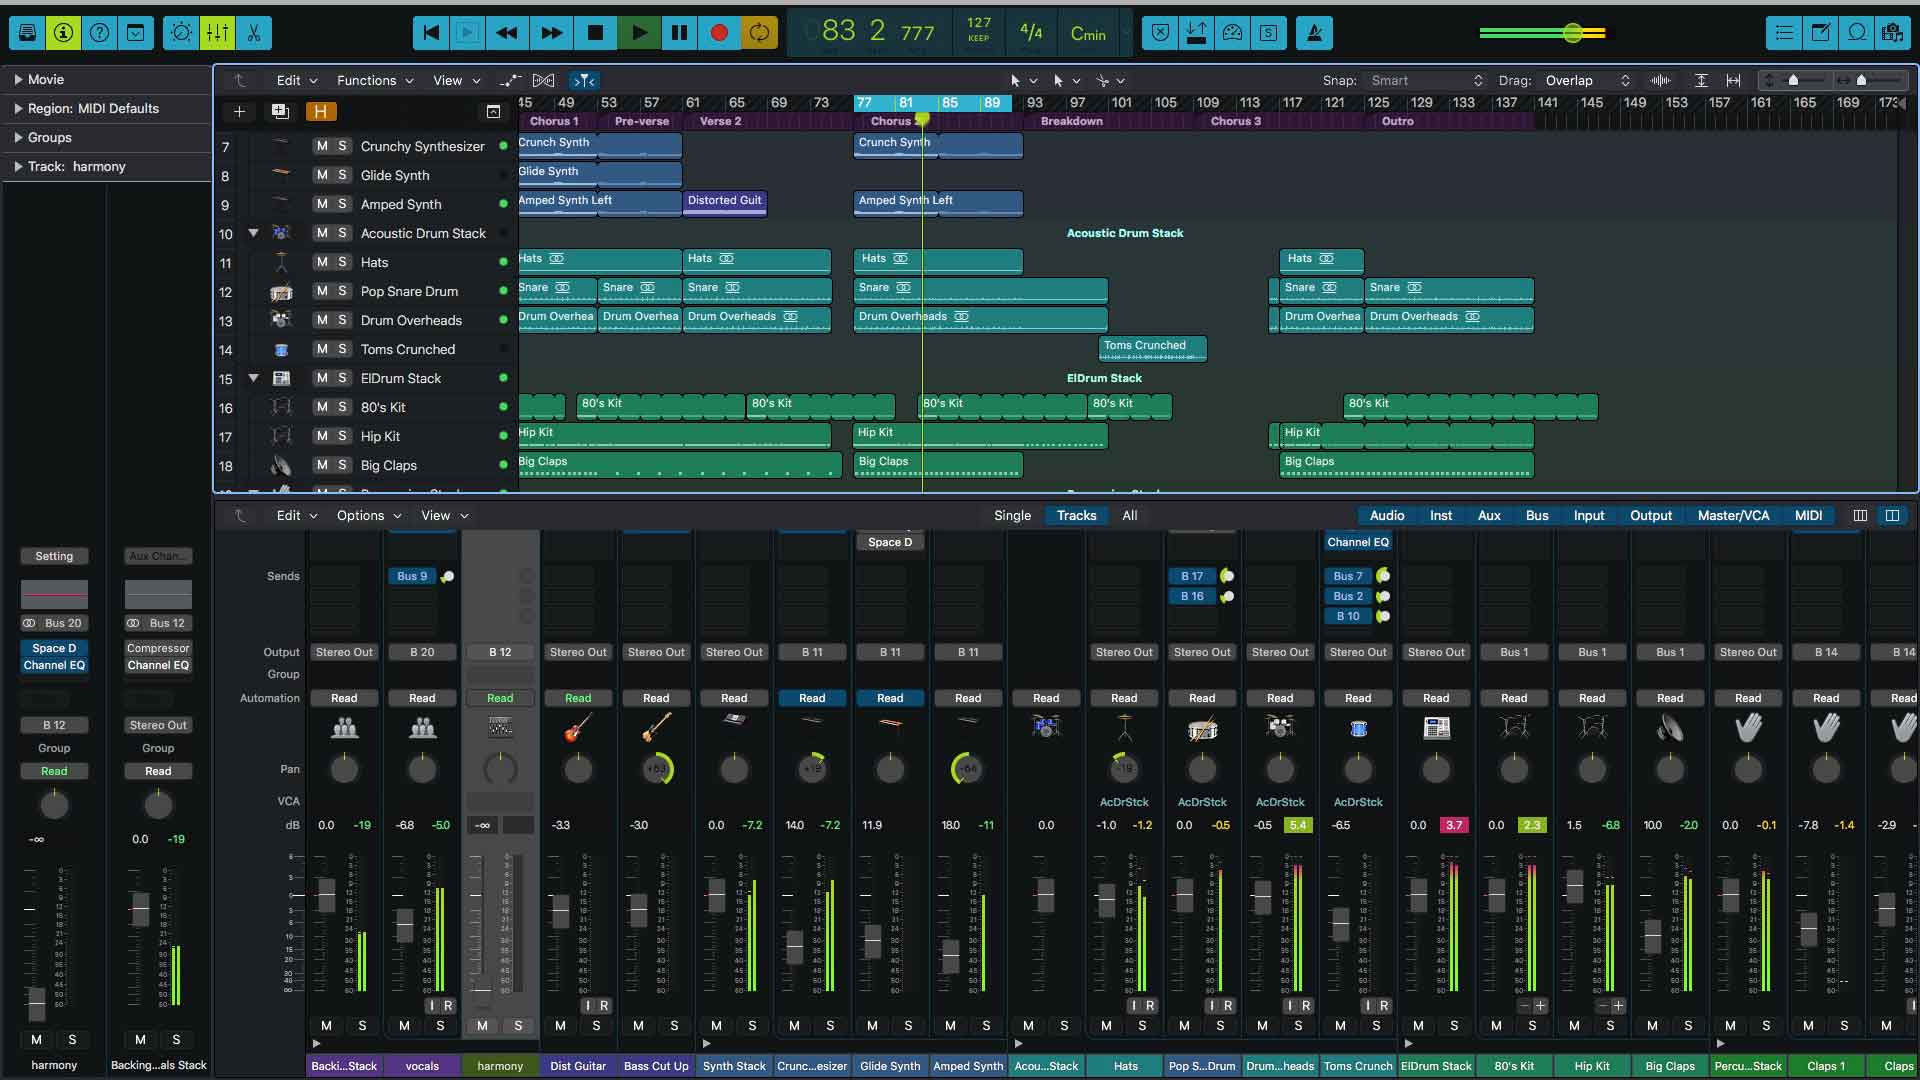 83 2 777
127 KEEP
4/4
Cmin
Movie
Region: MIDI Defaults
Groups
Track: harmony
Edit Functions View
Snap: Smart
Drag: Overlap
H
45 49 53 57 61 65 69 73 77 81 85 89 93 97 101 105 109 113 117 121 125 129 133 137 141 145 149 153 157 161 165 169 173
Chorus 1 Pre-verse Verse 2 Chorus 2 Breakdown Chorus 3 Outro
7 M S Crunchy Synthesizer Crunch Synth Crunch Synth
8 M S Glide Synth Glide Synth
9 M S Amped Synth Amped Synth Left Distorted Guit Amped Synth Left
10 M S Acoustic Drum Stack Acoustic Drum Stack
11 M S Hats Hats Hats Hats Hats
12 M S Pop Snare Drum Snare Snare Snare Snare Snare Snare
13 M S Drum Overheads Drum Overhea Drum Overhea Drum Overheads Drum Overheads Drum Overhea Drum Overheads
14 M S Toms Crunched Toms Crunched
15 M S ElDrum Stack ElDrum Stack
16 M S 80's Kit 80's Kit 80's Kit 80's Kit 80's Kit 80's Kit
17 M S Hip Kit Hip Kit Hip Kit Hip Kit
18 M S Big Claps Big Claps Big Claps Big Claps
Edit Options View
Single Tracks All
Audio Inst Aux Bus Input Output Master/VCA MIDI
Space D Channel EQ
Setting Aux Chan...
Sends Bus 9 B 17 Bus 7
B 16 Bus 2
B 10
Bus 20 Bus 12
Space D Compressor
Channel EQ Channel EQ
Output Stereo Out B 20 B 12 Stereo Out Stereo Out Stereo Out B 11 B 11 B 11 Stereo Out Stereo Out Stereo Out Stereo Out Stereo Out Bus 1 Bus 1 Bus 1 Stereo Out B 14 B 14
Group
Automation Read Read Read Read Read Read Read Read Read Read Read Read Read Read Read Read Read Read Read Read Read
B 12 Stereo Out
Group Group
Read Read
Pan +63 +19 -64 -19
VCA AcDrStck AcDrStck AcDrStck AcDrStck
dB 0.0 -19 -6.8 -5.0 -∞ -3.3 -3.0 0.0 -7.2 14.0 -7.2 11.9 18.0 -11 0.0 -1.0 -1.2 0.0 -0.5 -0.5 5.4 -6.5 0.0 3.7 0.0 2.3 1.5 -6.8 10.0 -2.0 0.0 -0.1 -7.8 -1.4 -2.9
-∞ 0.0 -19
I R I R I R I R I R I R
M S M S M S M S M S M S M S M S M S M S M S M S M S M S M S M S M S M S M S M S M
M S M S
harmony Backing...als Stack
Backi...Stack vocals harmony Dist Guitar Bass Cut Up Synth Stack Crunc...esizer Glide Synth Amped Synth Acou...Stack Hats Pop S...Drum Drum...heads Toms Crunch ElDrum Stack 80's Kit Hip Kit Big Claps Percu...Stack Claps 1 Claps